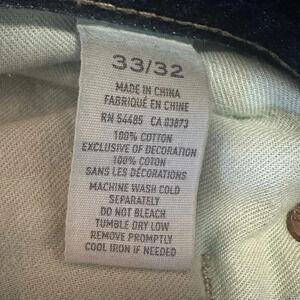 33/32
MADE IN CHINA
FABRIQUÉ EN CHINE
RN 54485 CA 03873
100% COTTON
EXCLUSIVE OF DECORATION
100% COTON
SANS LES DÉCORATIONS
MACHINE WASH COLD
SEPARATELY
DO NOT BLEACH
TUMBLE DRY LOW
REMOVE PROMPTLY
COOL IRON IF NEEDED